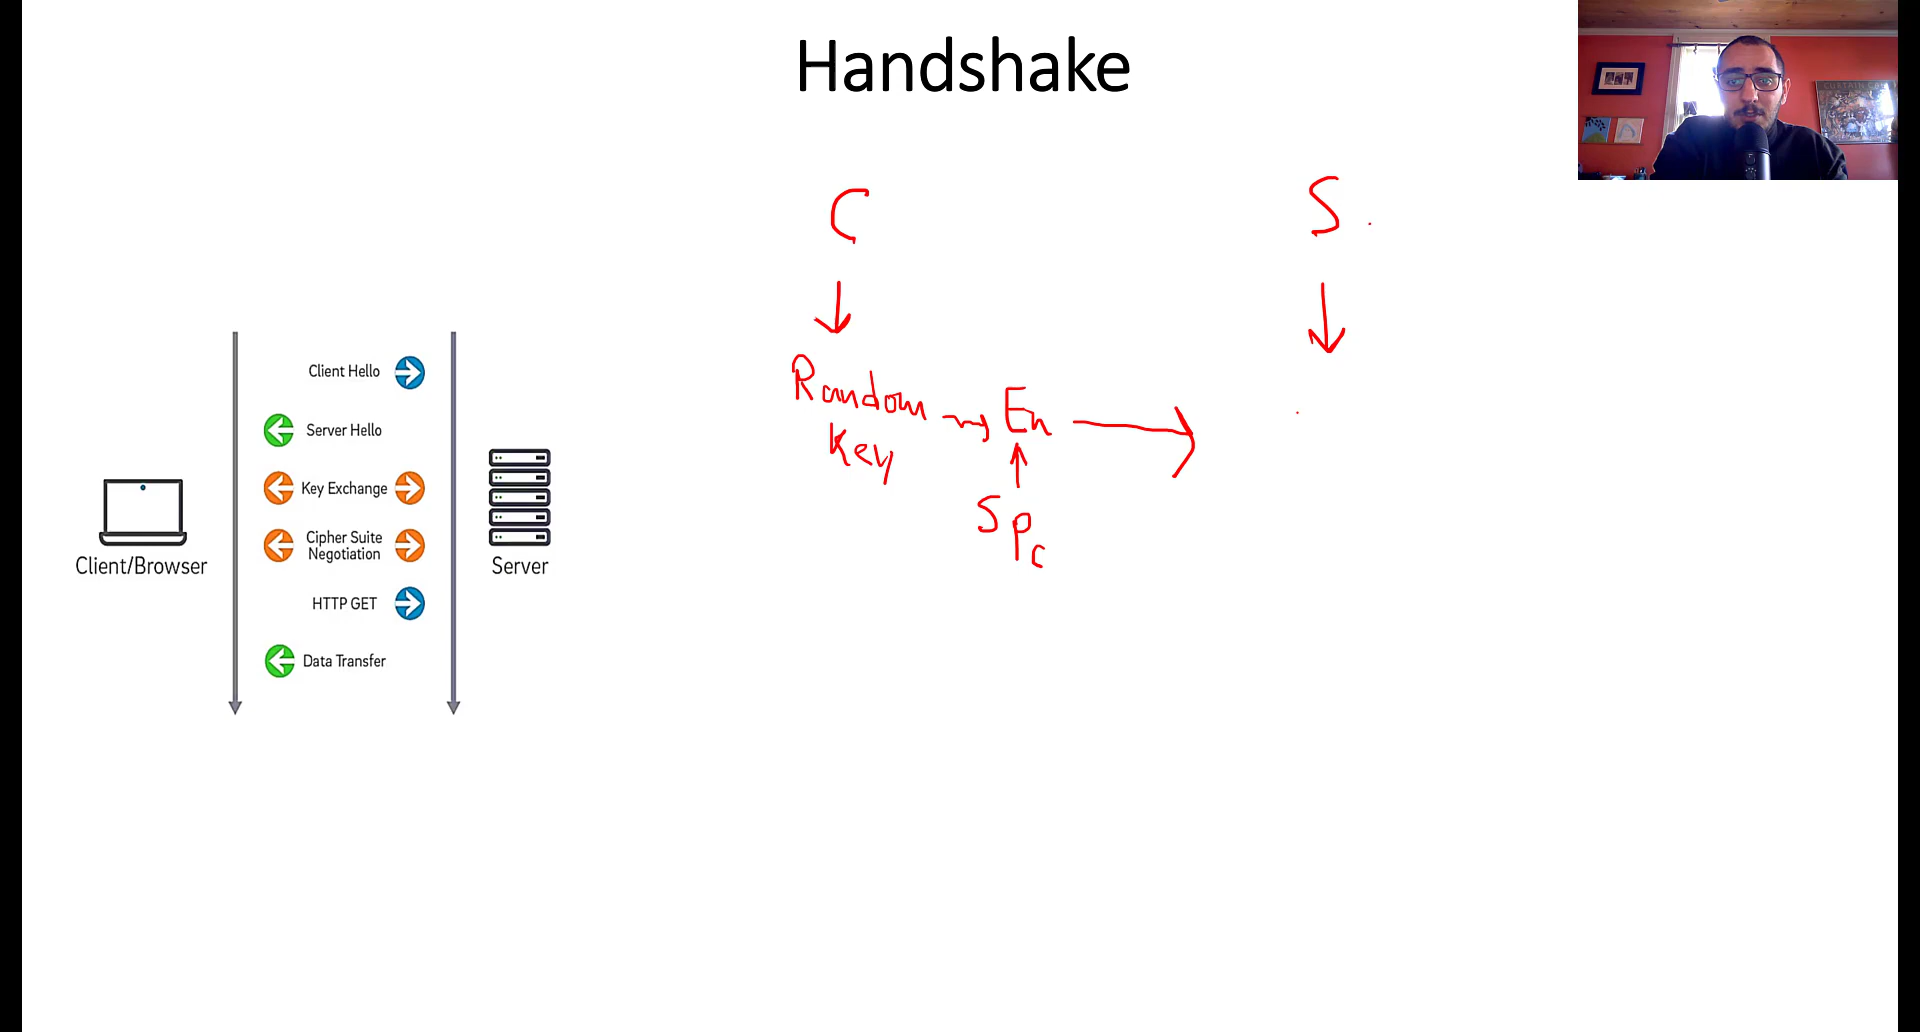 Handshake
C
S
Random
Key
En
S
Pc
Client Hello
Server Hello
Key Exchange
Cipher Suite
Negotiation
HTTP GET
Data Transfer
Client/Browser
Server